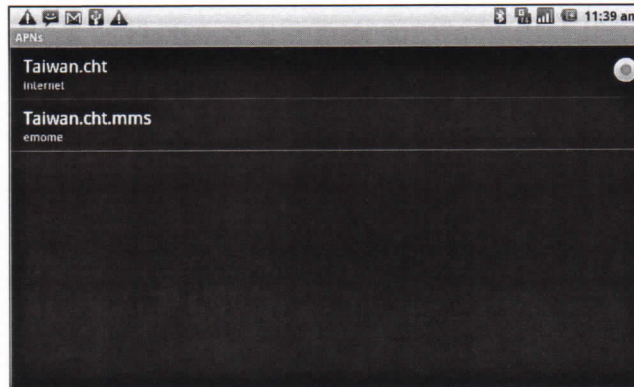 11:39 am
APNs
Taiwan.cht
internet
Taiwan.cht.mms
emome